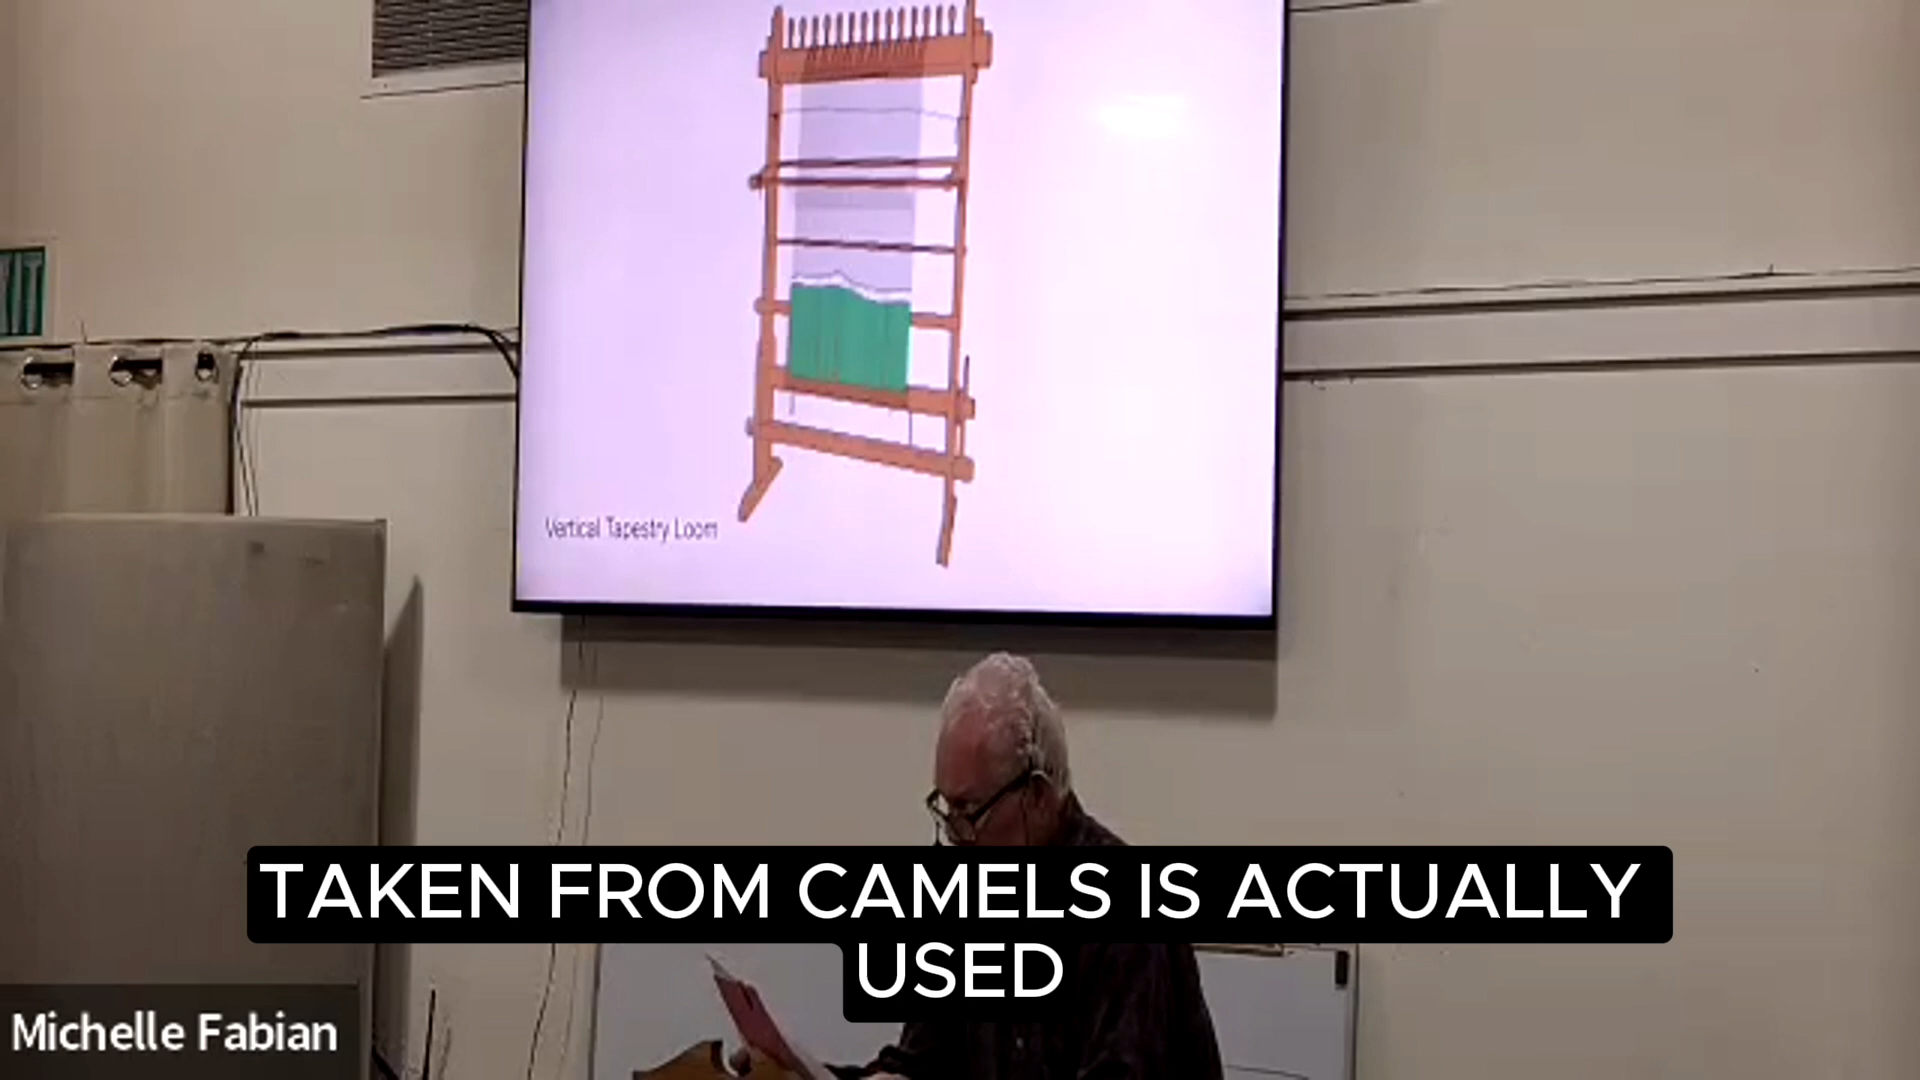 Vertical Tapestry Loom
TAKEN FROM CAMELS IS ACTUALLY
USED
Michelle Fabian